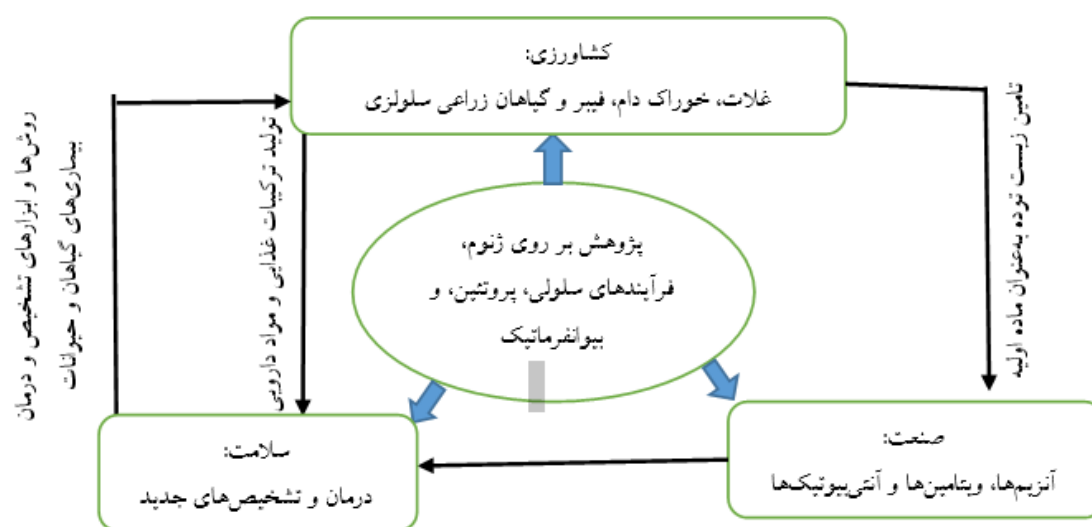 کشاورزی:
غلات، خوراک دام، فیبر و گیاهان زراعی سلولزی
تامین زیست توده به‌عنوان ماده اولیه
تولید ترکیبات غذایی و مواد دارویی
روش‌ها و ابزارهای تشخیص و درمان
بیماری‌های گیاهان و حیوانات
پژوهش بر روی ژنوم،
فرآیندهای سلولی، پروتئین، و
بیوانفرماتیک
صنعت:
آنزیم‌ها، ویتامین‌ها و آنتی‌بیوتیک‌ها
سلامت:
درمان و تشخیص‌های جدید